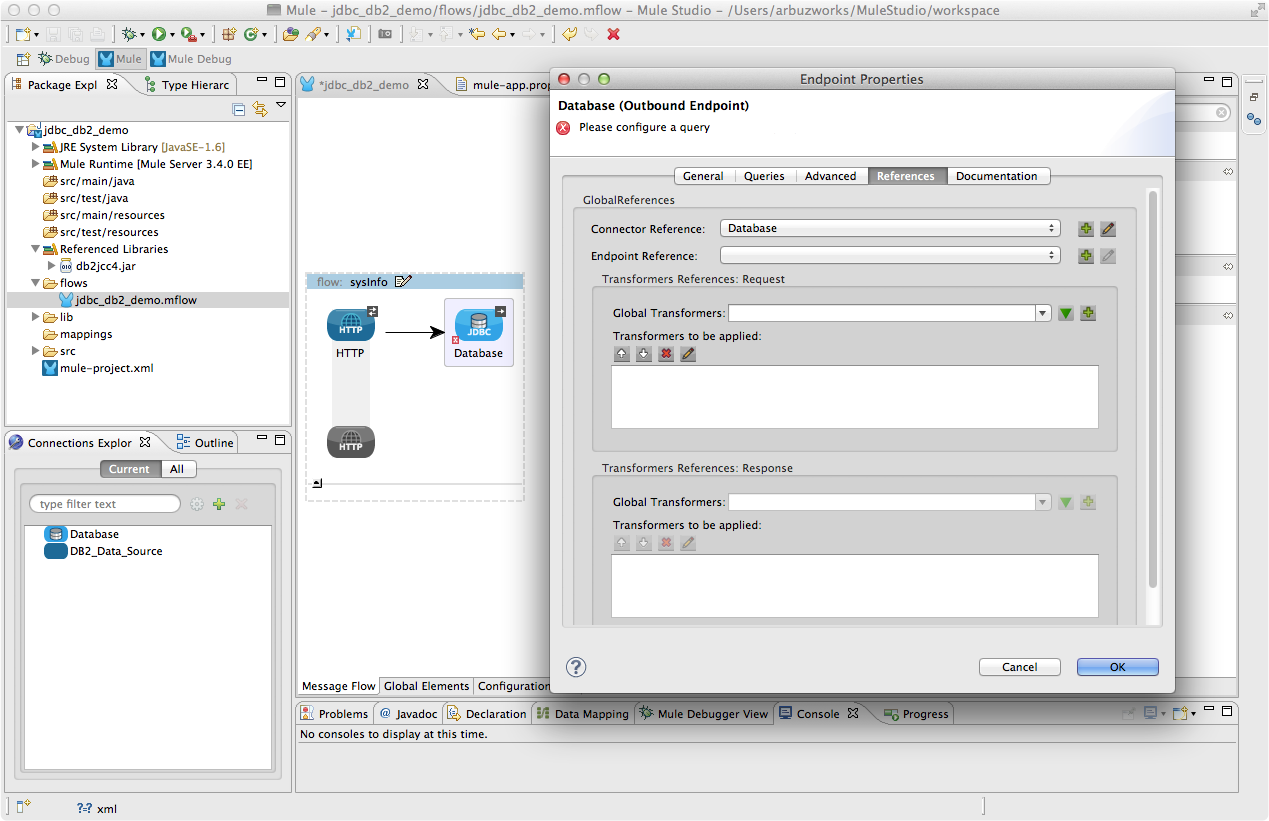 Mule – jdbc_db2_demo/flows/jdbc_db2_demo.mflow – Mule Studio – /Users/arbuzworks/MuleStudio/workspace
Debug Mule Mule Debug
Package Expl Type Hierarc
jdbc_db2_demo
JRE System Library [JavaSE-1.6]
Mule Runtime [Mule Server 3.4.0 EE]
src/main/java
src/test/java
src/main/resources
src/test/resources
Referenced Libraries
db2jcc4.jar
flows
jdbc_db2_demo.mflow
lib
mappings
src
mule-project.xml
Connections Explor Outline
Current All
type filter text
Database
DB2_Data_Source
*jdbc_db2_demo mule-app.prop
flow: sysInfo
HTTP
HTTP
JDBC
Database
HTTP
Message Flow Global Elements Configuration
Endpoint Properties
Database (Outbound Endpoint)
Please configure a query
General Queries Advanced References Documentation
GlobalReferences
Connector Reference: Database
Endpoint Reference:
Transformers References: Request
Global Transformers:
Transformers to be applied:
Transformers References: Response
Global Transformers:
Transformers to be applied:
? Cancel OK
Problems @ Javadoc Declaration Data Mapping Mule Debugger View Console Progress
No consoles to display at this time.
?=? xml